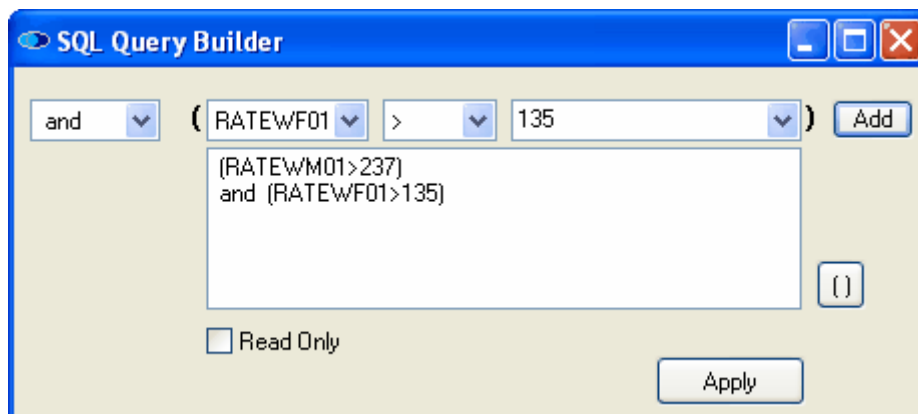 SQL Query Builder
and ( RATEWF01 > 135 ) Add
(RATEWM01>237)
and (RATEWF01>135)
()
Read Only
Apply